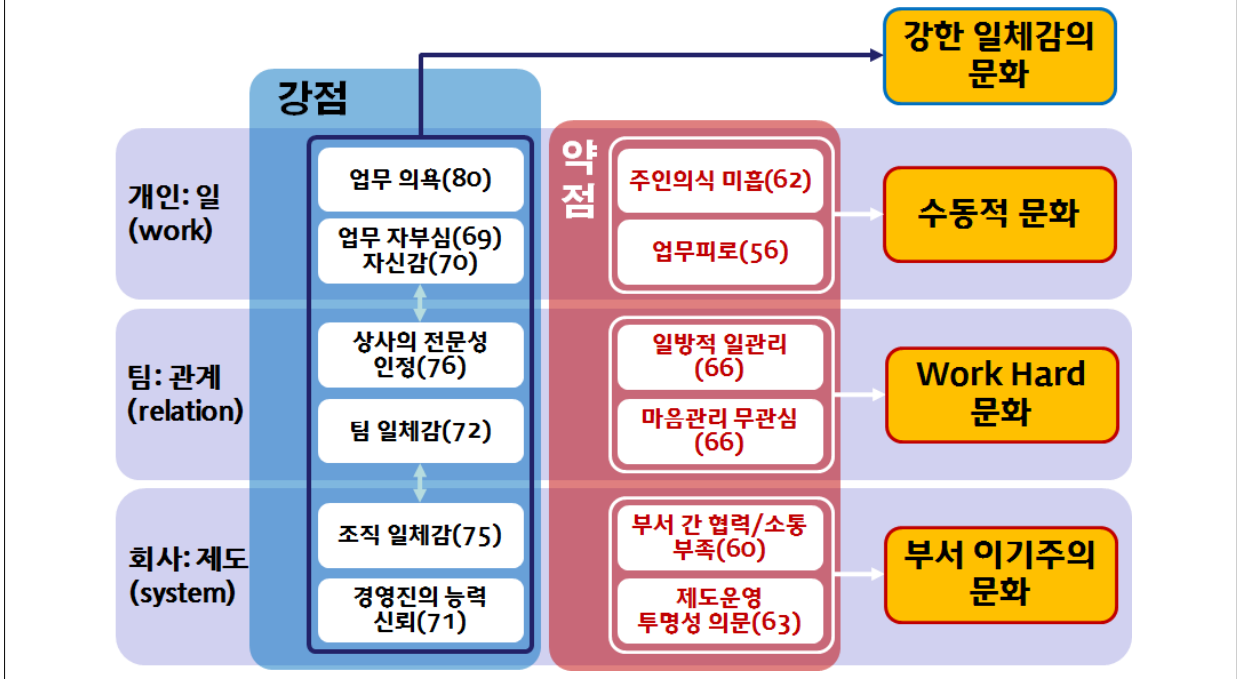 강한 일체감의
문화
강점
약
점
개인: 일
(work)
업무 의욕(80)
업무 자부심(69)
자신감(70)
주인의식 미흡(62)
업무피로(56)
수동적 문화
팀: 관계
(relation)
상사의 전문성
인정(76)
팀 일체감(72)
일방적 일관리
(66)
마음관리 무관심
(66)
Work Hard
문화
회사: 제도
(system)
조직 일체감(75)
경영진의 능력
신뢰(71)
부서 간 협력/소통
부족(60)
제도운영
투명성 의문(63)
부서 이기주의
문화